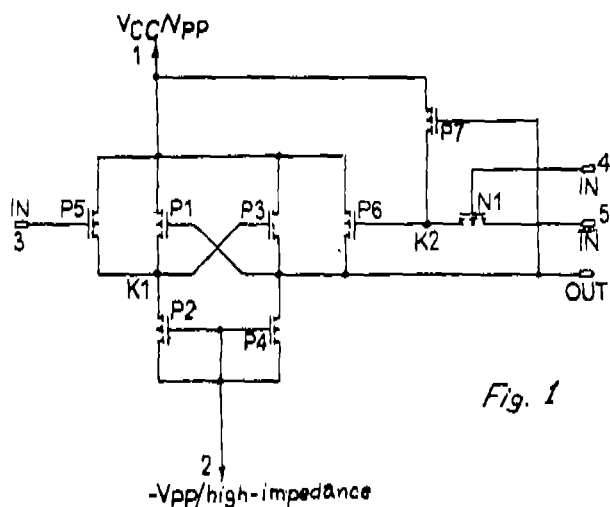 VCC/VPP
1
P7
4
IN
IN
3
P5
P1
P3
P6
K2
N1
5
IN
K1
OUT
P2
P4
Fig. 1
2
-VPP/high-impedance